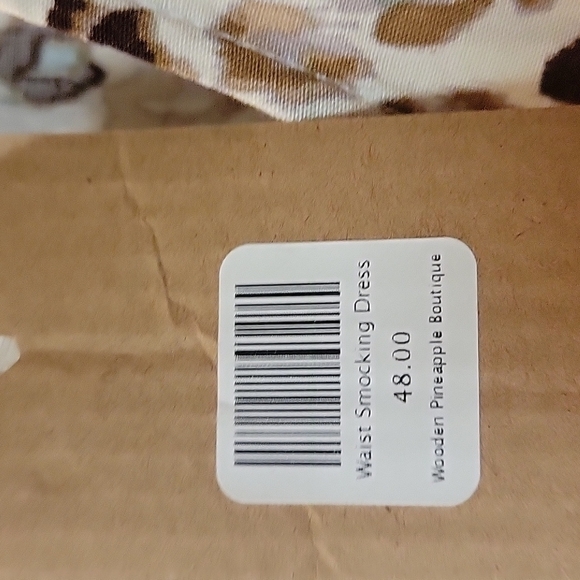 Waist Smocking Dress
48.00
Wooden Pineapple Boutique